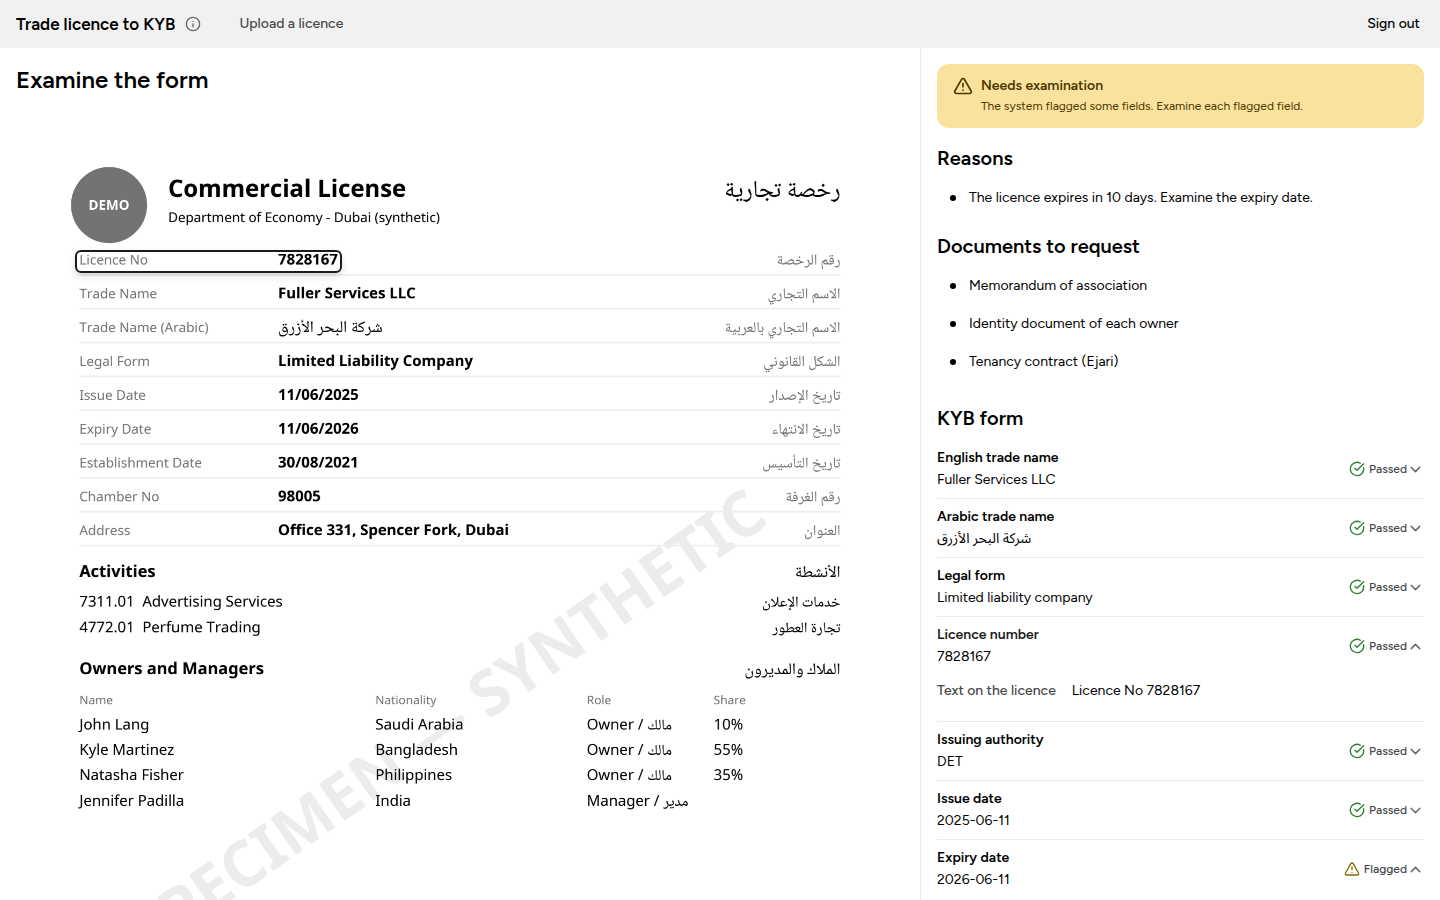 Trade licence to KYB
Upload a licence
Sign out
Examine the form
DEMO
Commercial License
رخصة تجارية
Department of Economy - Dubai (synthetic)
Licence No 7828167 رقم الرخصة
Trade Name Fuller Services LLC الاسم التجاري
Trade Name (Arabic) شركة البحر الأزرق الاسم التجاري بالعربية
Legal Form Limited Liability Company الشكل القانوني
Issue Date 11/06/2025 تاريخ الإصدار
Expiry Date 11/06/2026 تاريخ الانتهاء
Establishment Date 30/08/2021 تاريخ التأسيس
Chamber No 98005 رقم الغرفة
Address Office 331, Spencer Fork, Dubai العنوان
Activities الأنشطة
7311.01 Advertising Services خدمات الإعلان
4772.01 Perfume Trading تجارة العطور
Owners and Managers الملاك والمديرون
Name Nationality Role Share
John Lang Saudi Arabia Owner / مالك 10%
Kyle Martinez Bangladesh Owner / مالك 55%
Natasha Fisher Philippines Owner / مالك 35%
Jennifer Padilla India Manager / مدير
PECIMEN — SYNTHETIC
Needs examination
The system flagged some fields. Examine each flagged field.
Reasons
The licence expires in 10 days. Examine the expiry date.
Documents to request
Memorandum of association
Identity document of each owner
Tenancy contract (Ejari)
KYB form
English trade name
Fuller Services LLC
Passed
Arabic trade name
شركة البحر الأزرق
Passed
Legal form
Limited liability company
Passed
Licence number
7828167
Passed
Text on the licence Licence No 7828167
Issuing authority
DET
Passed
Issue date
2025-06-11
Passed
Expiry date
2026-06-11
Flagged